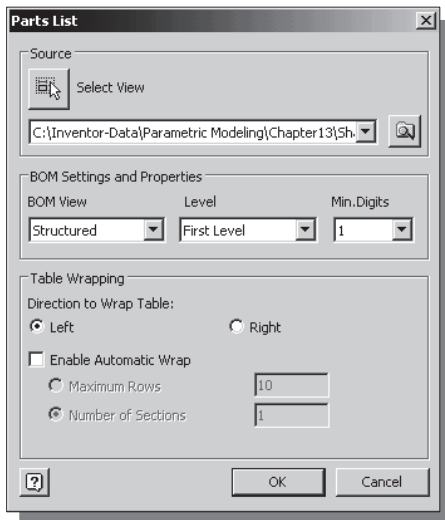 Parts List
Source
Select View
C:\Inventor-Data\Parametric Modeling\Chapter13\Sh
BOM Settings and Properties
BOM View Level Min.Digits
Structured First Level 1
Table Wrapping
Direction to Wrap Table:
Left Right
Enable Automatic Wrap
Maximum Rows 10
Number of Sections 1
? OK Cancel